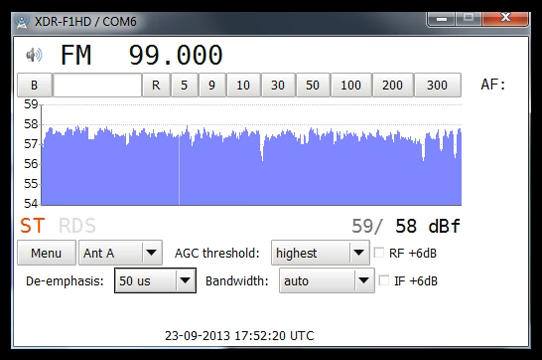 XDR-F1HD / COM6
FM 99.000
B R 5 9 10 30 50 100 200 300 AF:
59
58
57
56
55
54
ST RDS 59/ 58 dBf
Menu Ant A AGC threshold: highest RF +6dB
De-emphasis: 50 us Bandwidth: auto IF +6dB
23-09-2013 17:52:20 UTC